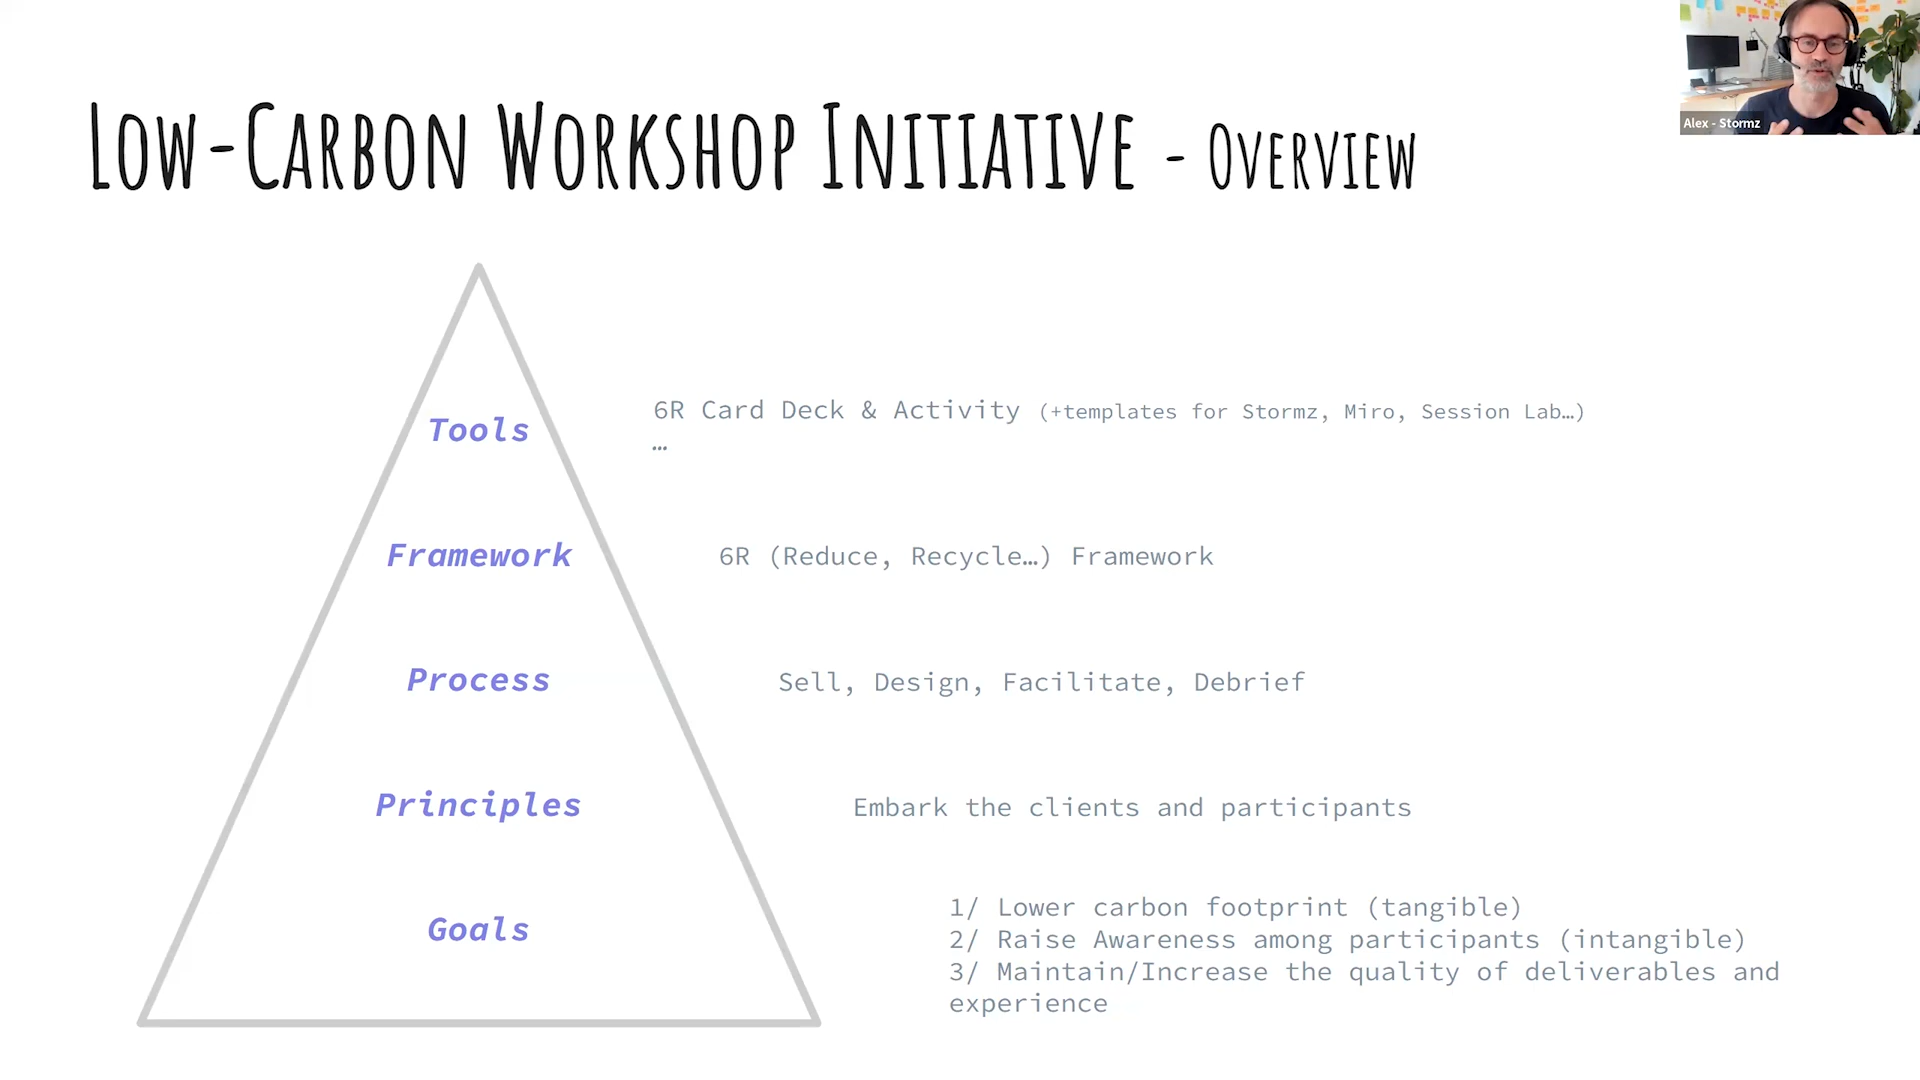 Low-Carbon Workshop Initiative - Overview
Alex - Stormz
Tools
6R Card Deck & Activity (+templates for Stormz, Miro, Session Lab…)
…
Framework
6R (Reduce, Recycle…) Framework
Process
Sell, Design, Facilitate, Debrief
Principles
Embark the clients and participants
Goals
1/ Lower carbon footprint (tangible)
2/ Raise Awareness among participants (intangible)
3/ Maintain/Increase the quality of deliverables and
experience